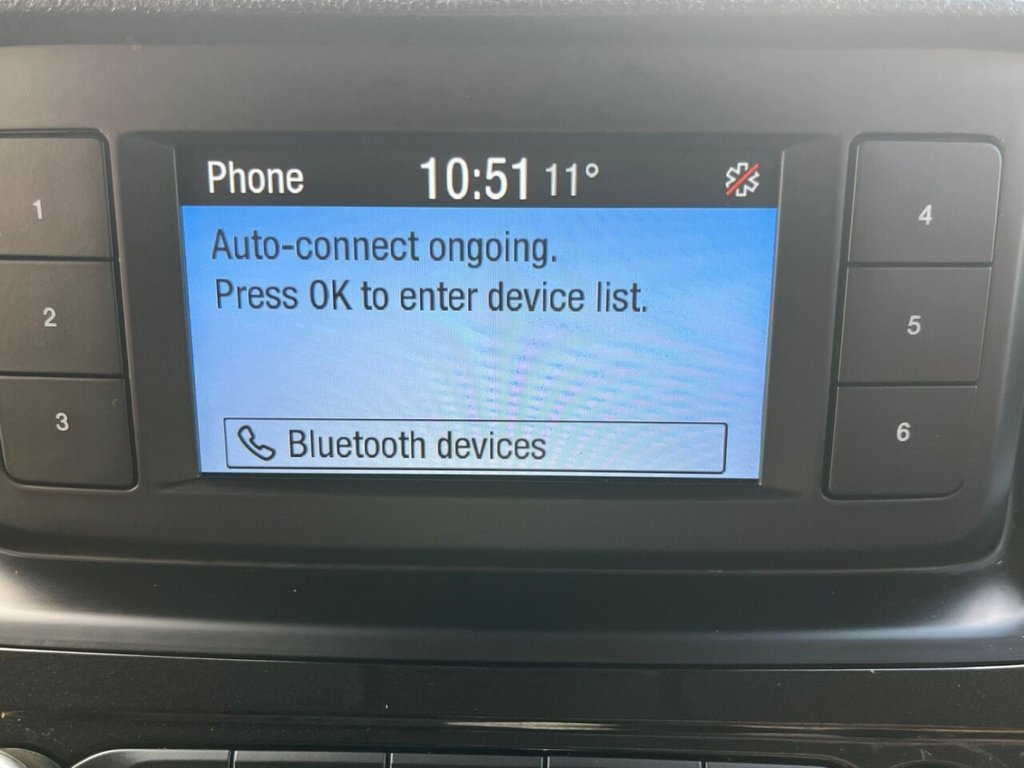 Phone 10:51 11°
Auto-connect ongoing.
Press OK to enter device list.
Bluetooth devices
1
2
3
4
5
6